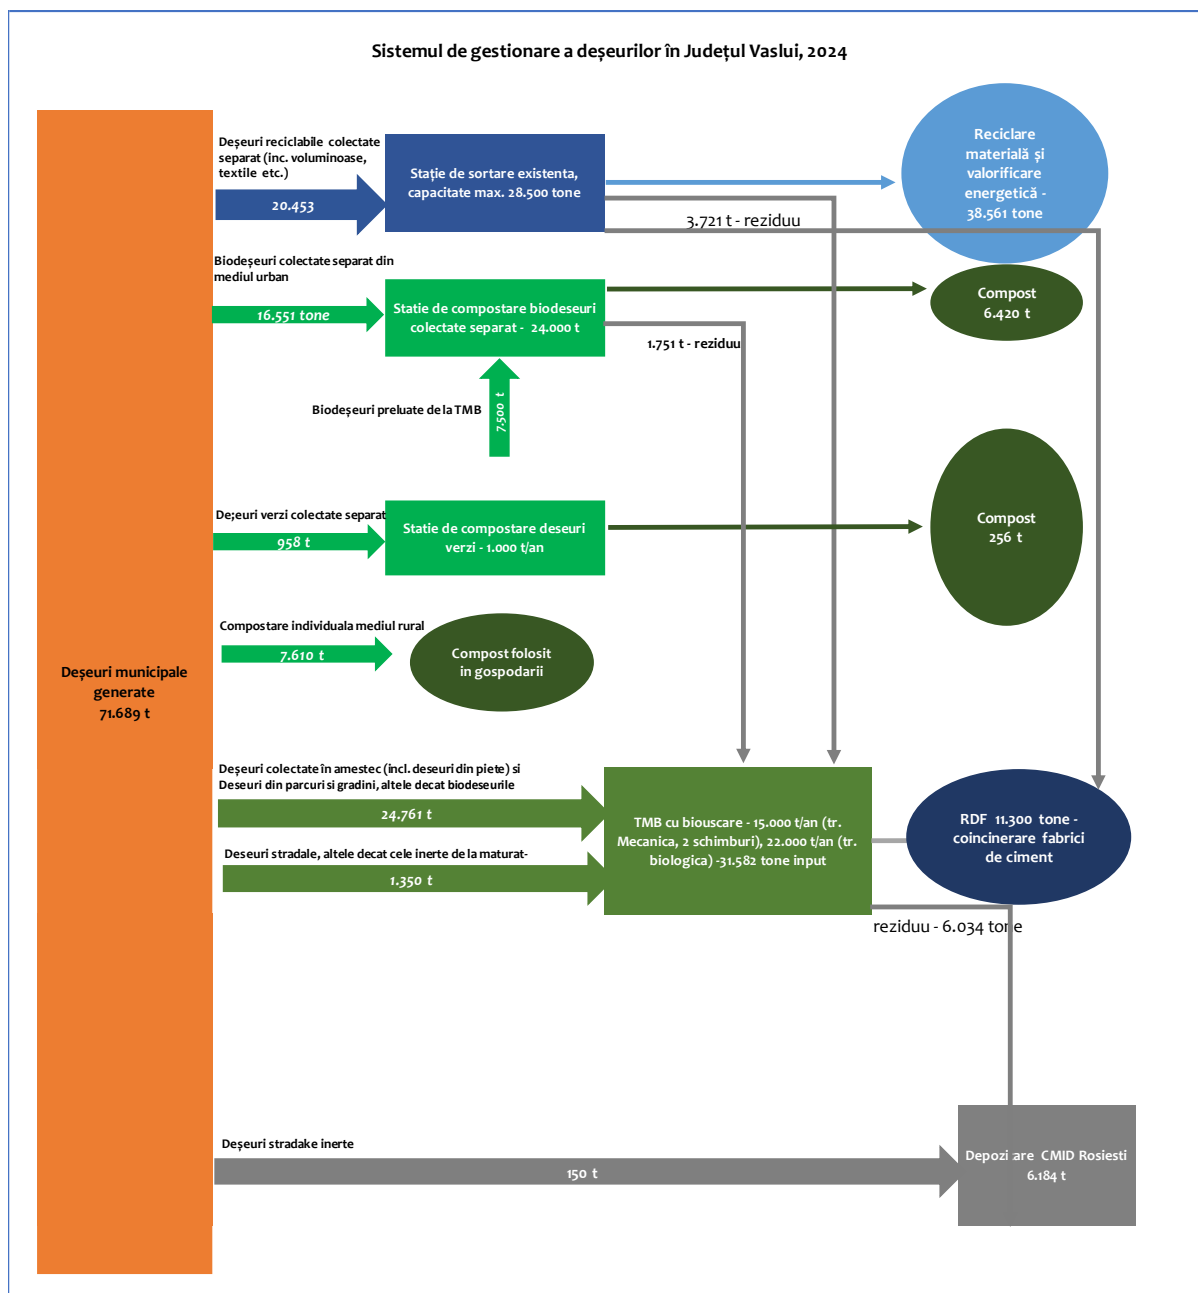 Sistemul de gestionare a deșeurilor în Județul Vaslui, 2024
Deșeuri municipale
generate
71.689 t
Deșeuri reciclabile colectate
separat (inc. voluminoase,
textile etc.)
20.453
Stație de sortare existenta,
capacitate max. 28.500 tone
Reciclare
materială și
valorificare
energetică -
38.561 tone
3.721 t - reziduu
Biodeșeuri colectate separat din
mediul urban
16.551 tone
Statie de compostare biodeseuri
colectate separat - 24.000 t
Compost
6.420 t
1.751 t - reziduu
Biodeșeuri preluate de la TMB
7.500 t
De;euri verzi colectate separat
958 t
Statie de compostare deseuri
verzi - 1.000 t/an
Compost
256 t
Compostare individuala mediul rural
7.610 t
Compost folosit
in gospodarii
Deșeuri colectate în amestec (incl. deseuri din piete) si
Deseuri din parcuri si gradini, altele decat biodeseurile
24.761 t
Deseuri stradale, altele decat cele inerte de la maturat-
1.350 t
TMB cu biouscare - 15.000 t/an (tr.
Mecanica, 2 schimburi), 22.000 t/an (tr.
biologica) -31.582 tone input
RDF 11.300 tone -
coincinerare fabrici
de ciment
reziduu - 6.034 tone
Deșeuri stradake inerte
150 t
Depozitare CMID Rosiesti
6.184 t